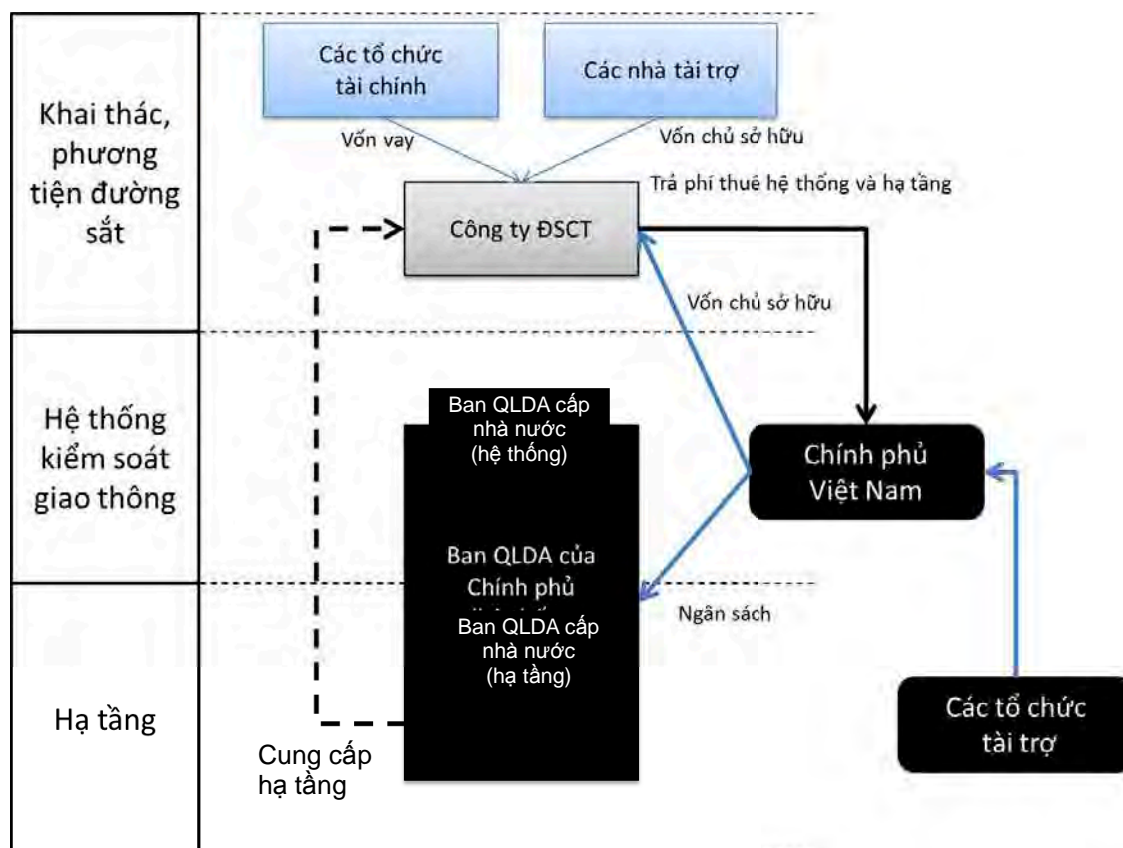 Khai thác,
phương
tiện đường
sắt
Các tổ chức
tài chính
Các nhà tài trợ
Vốn vay
Vốn chủ sở hữu
Trả phí thuê hệ thống và hạ tầng
Công ty ĐSCT
Vốn chủ sở hữu
Hệ thống
kiểm soát
giao thông
Ban QLDA cấp
nhà nước
(hệ thống)
Chính phủ
Việt Nam
Ban QLDA của
Chính phủ
Ban QLDA cấp
nhà nước
(hạ tầng)
Ngân sách
Hạ tầng
Cung cấp
hạ tầng
Các tổ chức
tài trợ